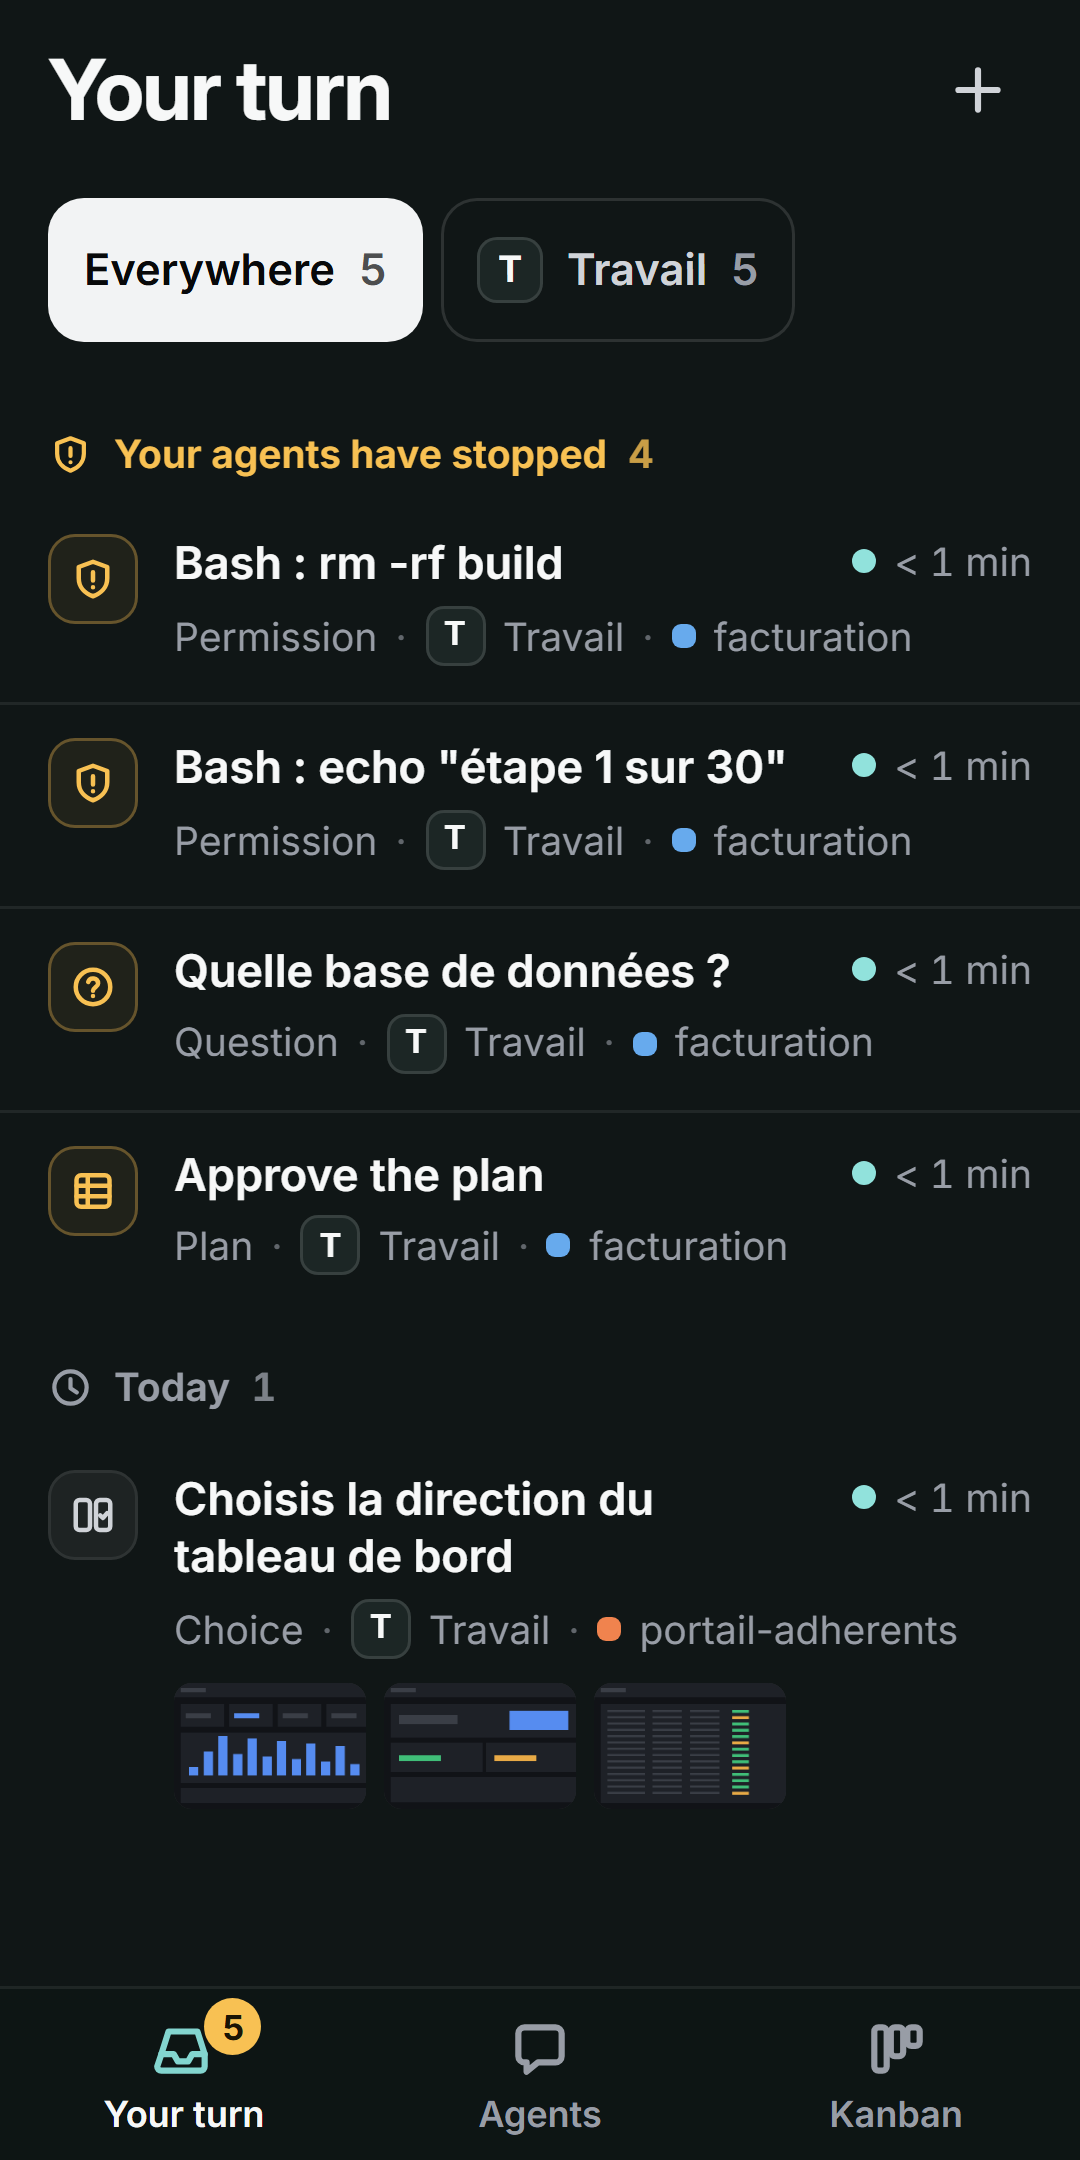 Your turn
Everywhere 5
T Travail 5
Your agents have stopped 4
Bash : rm -rf build
< 1 min
Permission · T Travail · facturation
Bash : echo "étape 1 sur 30"
< 1 min
Permission · T Travail · facturation
Quelle base de données ?
< 1 min
Question · T Travail · facturation
Approve the plan
< 1 min
Plan · T Travail · facturation
Today 1
Choisis la direction du
tableau de bord
< 1 min
Choice · T Travail · portail-adherents
5
Your turn
Agents
Kanban